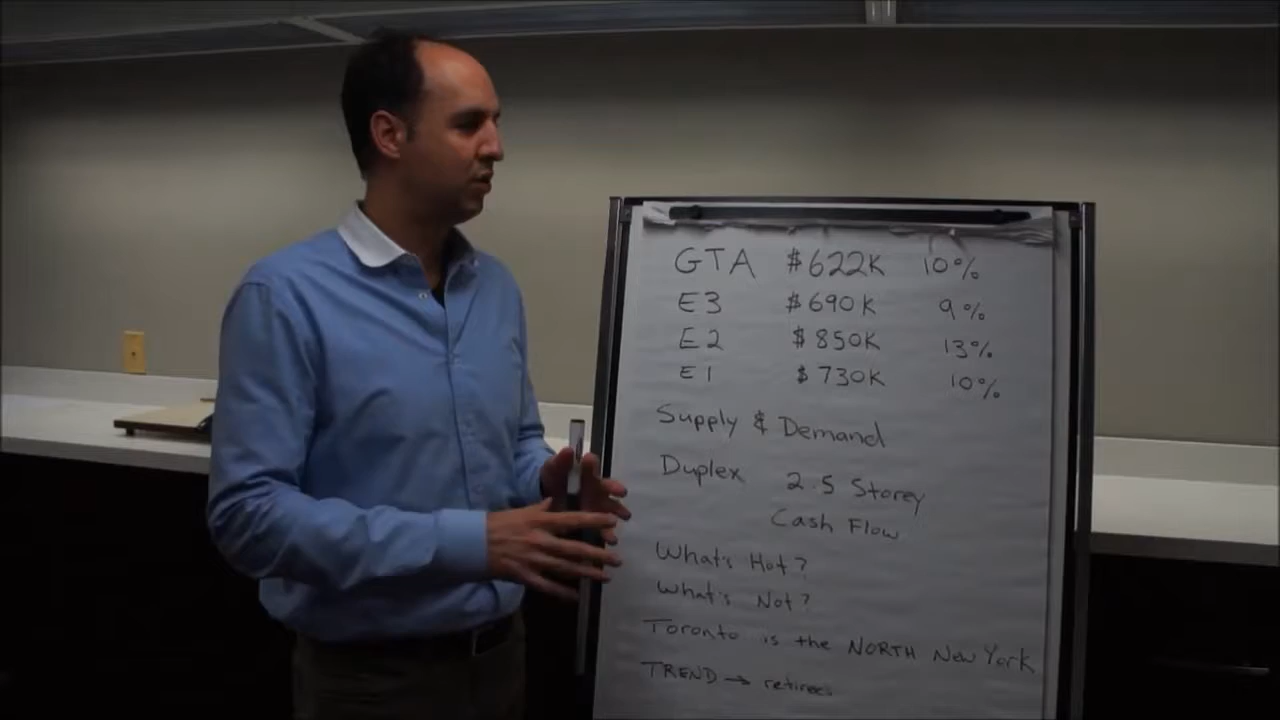 GTA $622K 10%
E3 $690K 9%
E2 $850K 13%
E1 $730K 10%
Supply & Demand
Duplex 2.5 Storey
Cash Flow
What's Hot?
What's Not?
Toronto is the NORTH New York
TREND → retirees